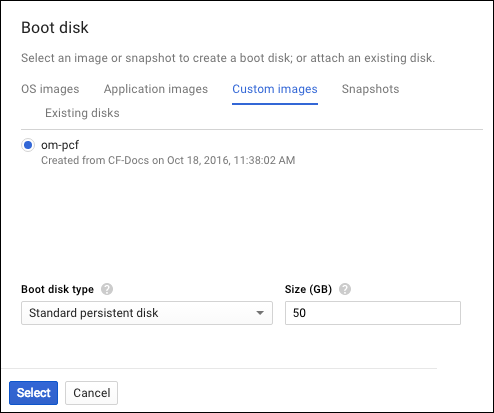 Boot disk
Select an image or snapshot to create a boot disk; or attach an existing disk.
OS images Application images Custom images Snapshots
Existing disks
om-pcf
Created from CF-Docs on Oct 18, 2016, 11:38:02 AM
Boot disk type ? Size (GB) ?
Standard persistent disk 50
Select Cancel